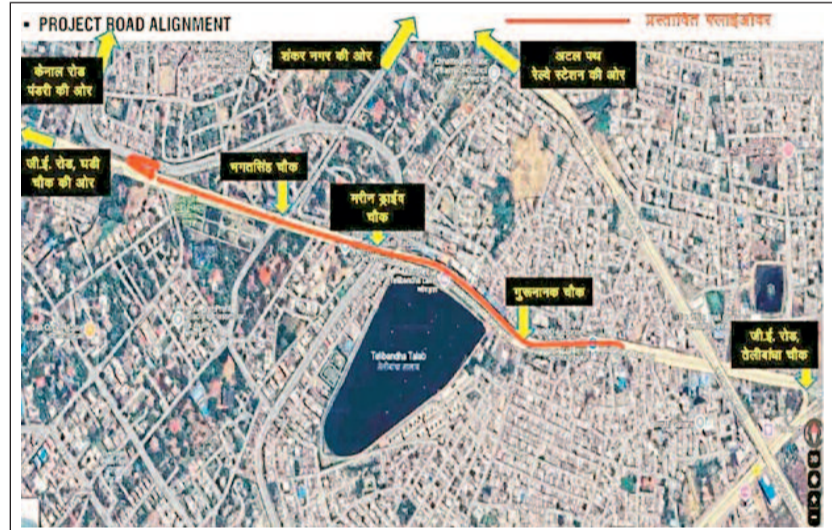 • PROJECT ROAD ALIGNMENT
प्रस्तावित फ्लाईओवर
केनाल रोड
पंडरी की ओर
शंकर नगर की ओर
अटल पथ
रेल्वे स्टेशन की ओर
जी.ई. रोड, घडी
चौक की ओर
भगतसिंह चौक
मरीन ड्राईव
चौक
गुरूनानक चौक
जी.ई. रोड,
तेलीबांधा चौक
Telibandha Talab
तेलीबांधा तालाब